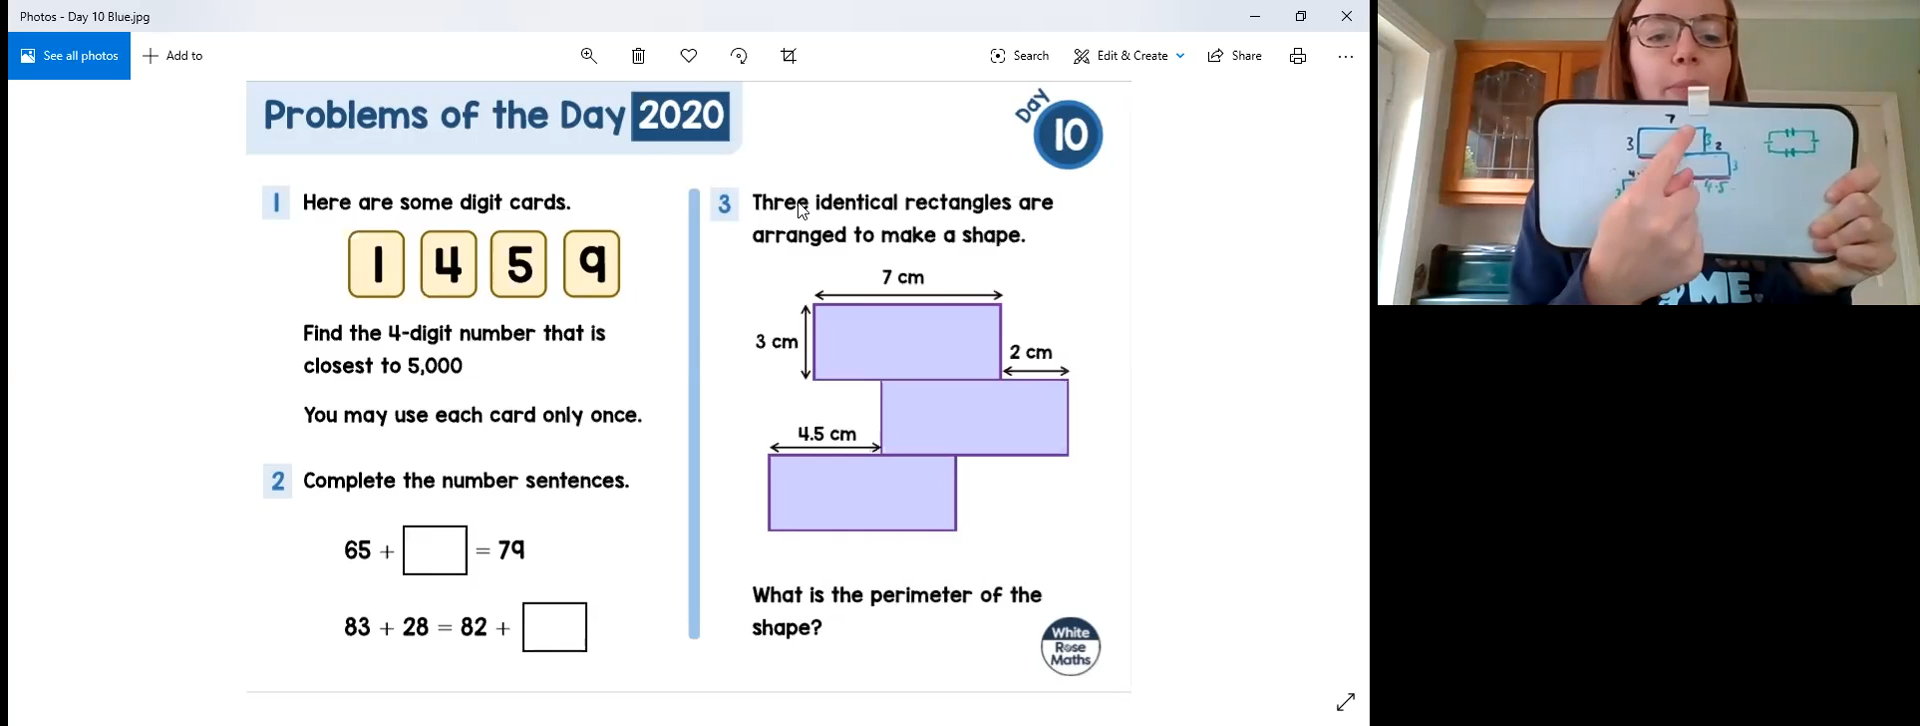 Photos - Day 10 Blue.jpg
See all photos
Add to
Search
Edit & Create
Share
Problems of the Day 2020
Day 10
1 Here are some digit cards.
1 4 5 9
Find the 4-digit number that is
closest to 5,000
You may use each card only once.
2 Complete the number sentences.
65 + = 79
83 + 28 = 82 +
3 Three identical rectangles are
arranged to make a shape.
7 cm
3 cm
2 cm
4.5 cm
What is the perimeter of the
shape?
White
Rose
Maths
7
3
3
2
3
4.5
ME.